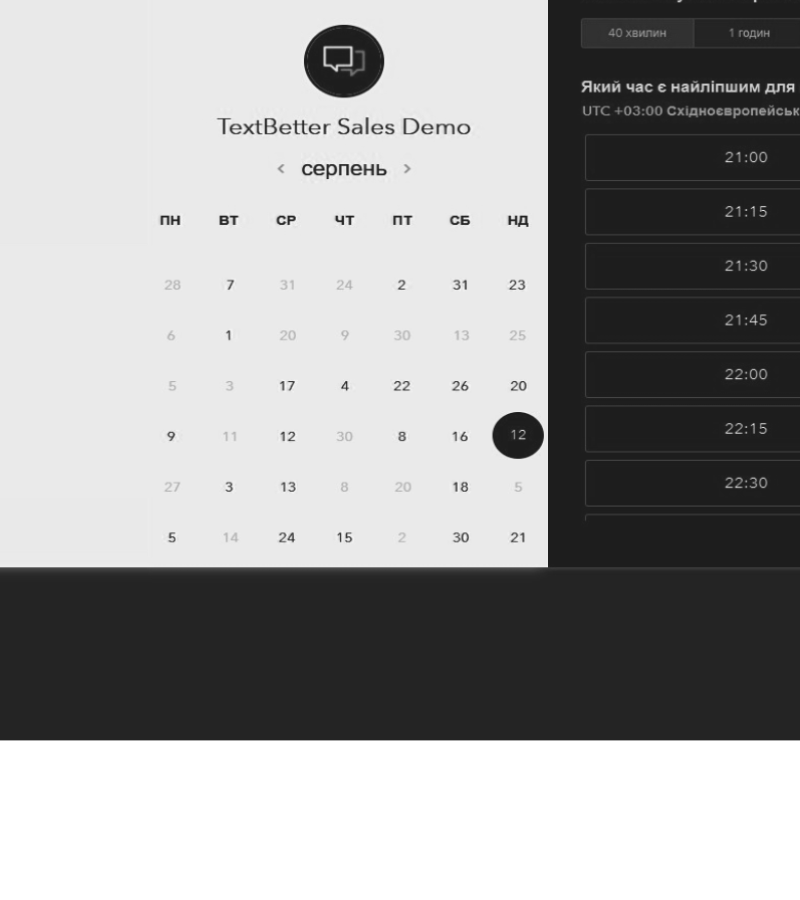 TextBetter Sales Demo
< серпень >
ПН ВТ СР ЧТ ПТ СБ НД
28 7 31 24 2 31 23
6 1 20 9 30 13 25
5 3 17 4 22 26 20
9 11 12 30 8 16 12
27 3 13 8 20 18 5
5 14 24 15 2 30 21
40 хвилин 1 годин
Який час є найліпшим для
UTC +03:00 Східноєвропейськ
21:00
21:15
21:30
21:45
22:00
22:15
22:30